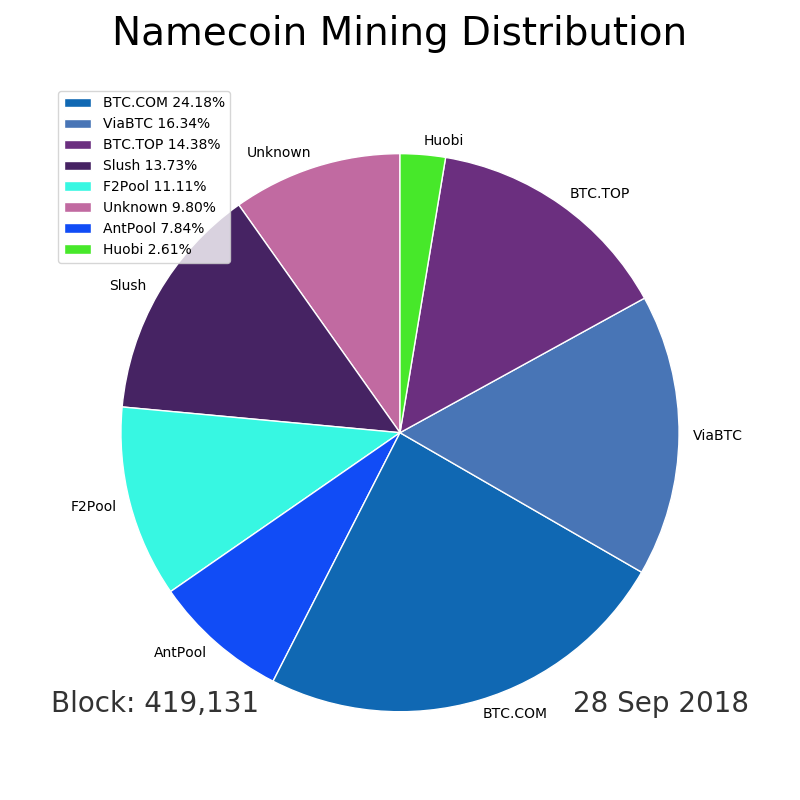 Namecoin Mining Distribution
BTC.COM 24.18%
ViaBTC 16.34%
BTC.TOP 14.38%
Slush 13.73%
F2Pool 11.11%
Unknown 9.80%
AntPool 7.84%
Huobi 2.61%
Huobi
Unknown
BTC.TOP
Slush
ViaBTC
F2Pool
AntPool
BTC.COM
Block: 419,131
28 Sep 2018